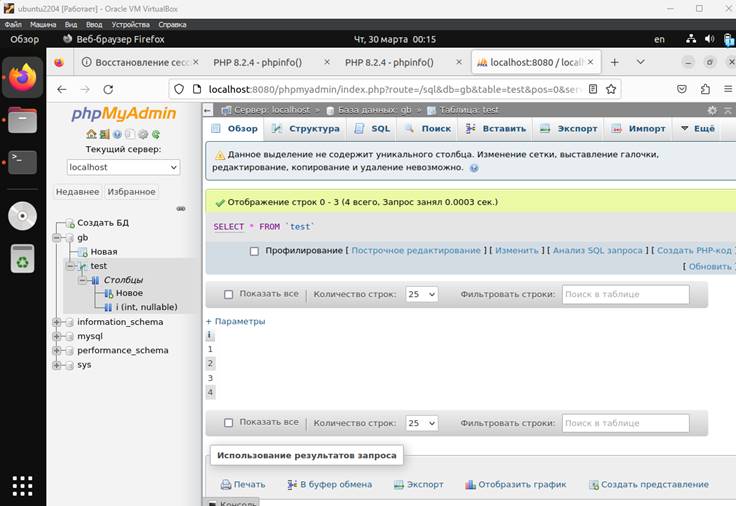 ubuntu2204 [Работает] - Oracle VM VirtualBox
Файл Машина Вид Ввод Устройства Справка
Обзор Веб-браузер Firefox Чт, 30 марта 00:15 en
Восстановление сесс PHP 8.2.4 - phpinfo() PHP 8.2.4 - phpinfo() localhost:8080 / local
localhost:8080/phpmyadmin/index.php?route=/sql&db=gb&table=test&pos=0&ser
phpMyAdmin
Текущий сервер:
localhost
Недавнее Избранное
Создать БД
gb
Новая
test
Столбцы
Новое
i (int, nullable)
information_schema
mysql
performance_schema
sys
Сервер: localhost » База данных: gb » Таблица: test
Обзор Структура SQL Поиск Вставить Экспорт Импорт Ещё
Данное выделение не содержит уникального столбца. Изменение сетки, выставление галочки,
редактирование, копирование и удаление невозможно.
Отображение строк 0 - 3 (4 всего, Запрос занял 0.0003 сек.)
SELECT * FROM `test`
Профилирование [ Построчное редактирование ] [ Изменить ] [ Анализ SQL запроса ] [ Создать PHP-код ]
[ Обновить ]
Показать все Количество строк: 25 Фильтровать строки: Поиск в таблице
+ Параметры
i
1
2
3
4
Показать все Количество строк: 25 Фильтровать строки: Поиск в таблице
Использование результатов запроса
Печать В буфер обмена Экспорт Отобразить график Создать представление
Консоль